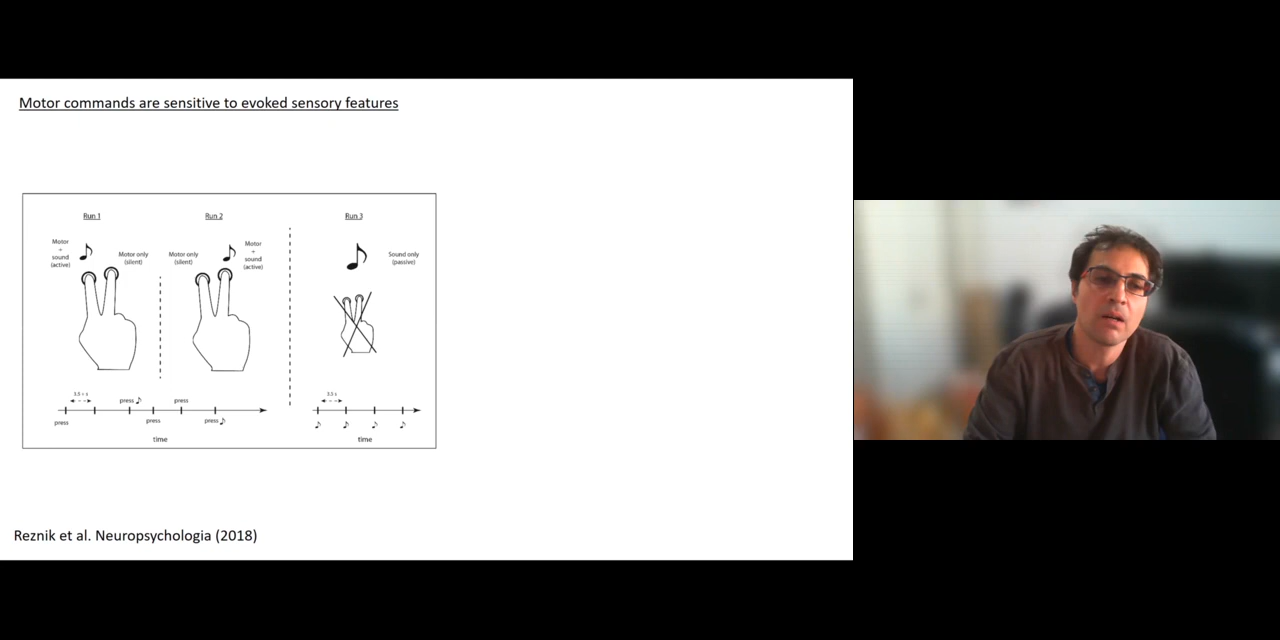 Motor commands are sensitive to evoked sensory features
Run 1
Run 2
Run 3
Motor
+
sound
(active)
Motor only
(silent)
Motor only
(silent)
Motor
+
sound
(active)
Sound only
(passive)
press
press
press
press
time
3.5 s
time
Reznik et al. Neuropsychologia (2018)